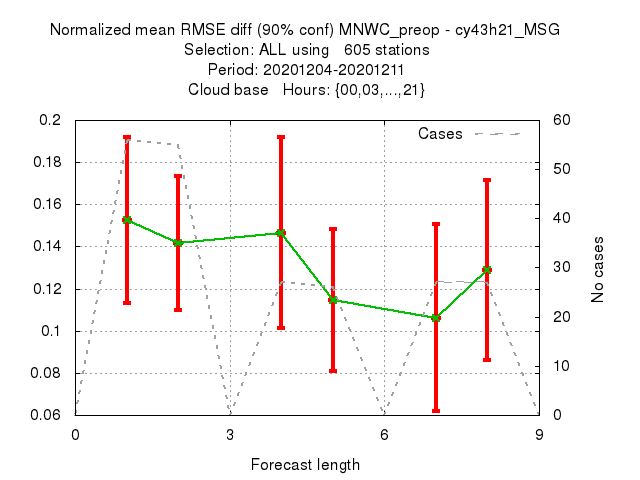 Normalized mean RMSE diff (90% conf) MNWC_preop - cy43h21_MSG
Selection: ALL using 605 stations
Period: 20201204-20201211
Cloud base Hours: {00,03,...,21}
Cases
0.2
0.18
0.16
0.14
0.12
0.1
0.08
0.06
60
50
40
30
20
10
0
No cases
0 3 6 9
Forecast length